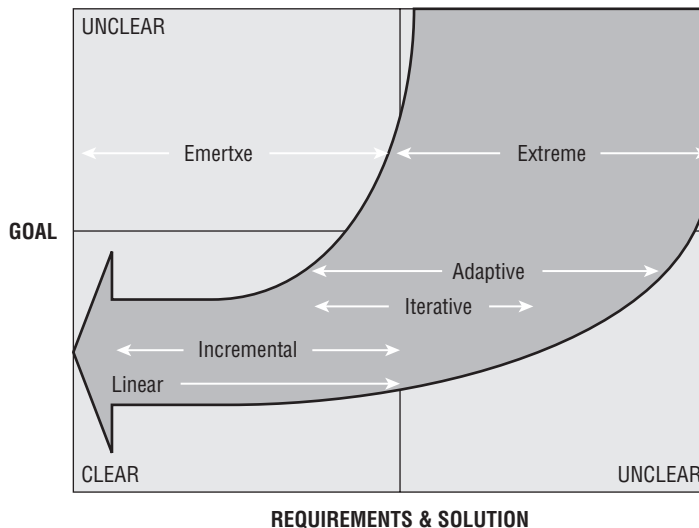 UNCLEAR
Emertxe
Extreme
GOAL
Adaptive
Iterative
Incremental
Linear
CLEAR
UNCLEAR
REQUIREMENTS & SOLUTION